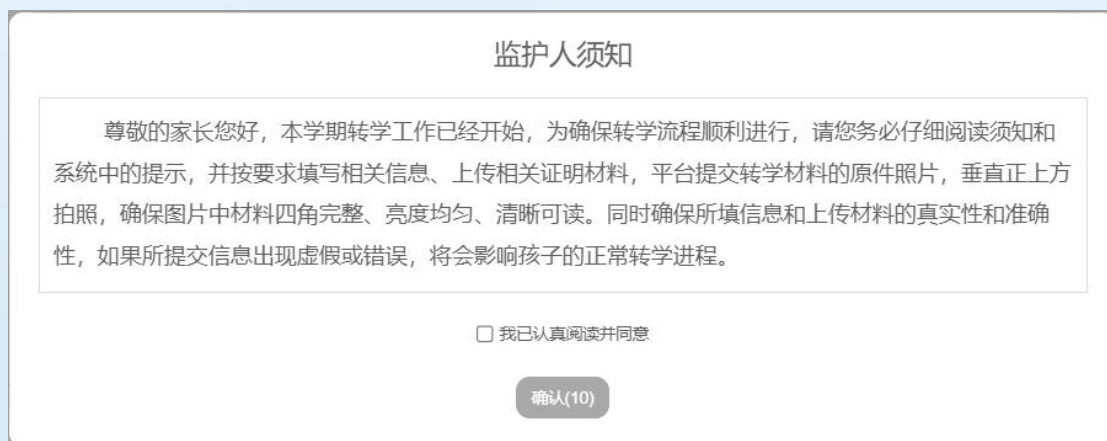 监护人须知
尊敬的家长您好，本学期转学工作已经开始，为确保转学流程顺利进行，请您务必仔细阅读须知和
系统中的提示，并按要求填写相关信息、上传相关证明材料，平台提交转学材料的原件照片，垂直正上方
拍照，确保图片中材料四角完整、亮度均匀、清晰可读。同时确保所填信息和上传材料的真实性和准确
性，如果所提交信息出现虚假或错误，将会影响孩子的正常转学进程。
我已认真阅读并同意
确认(10)